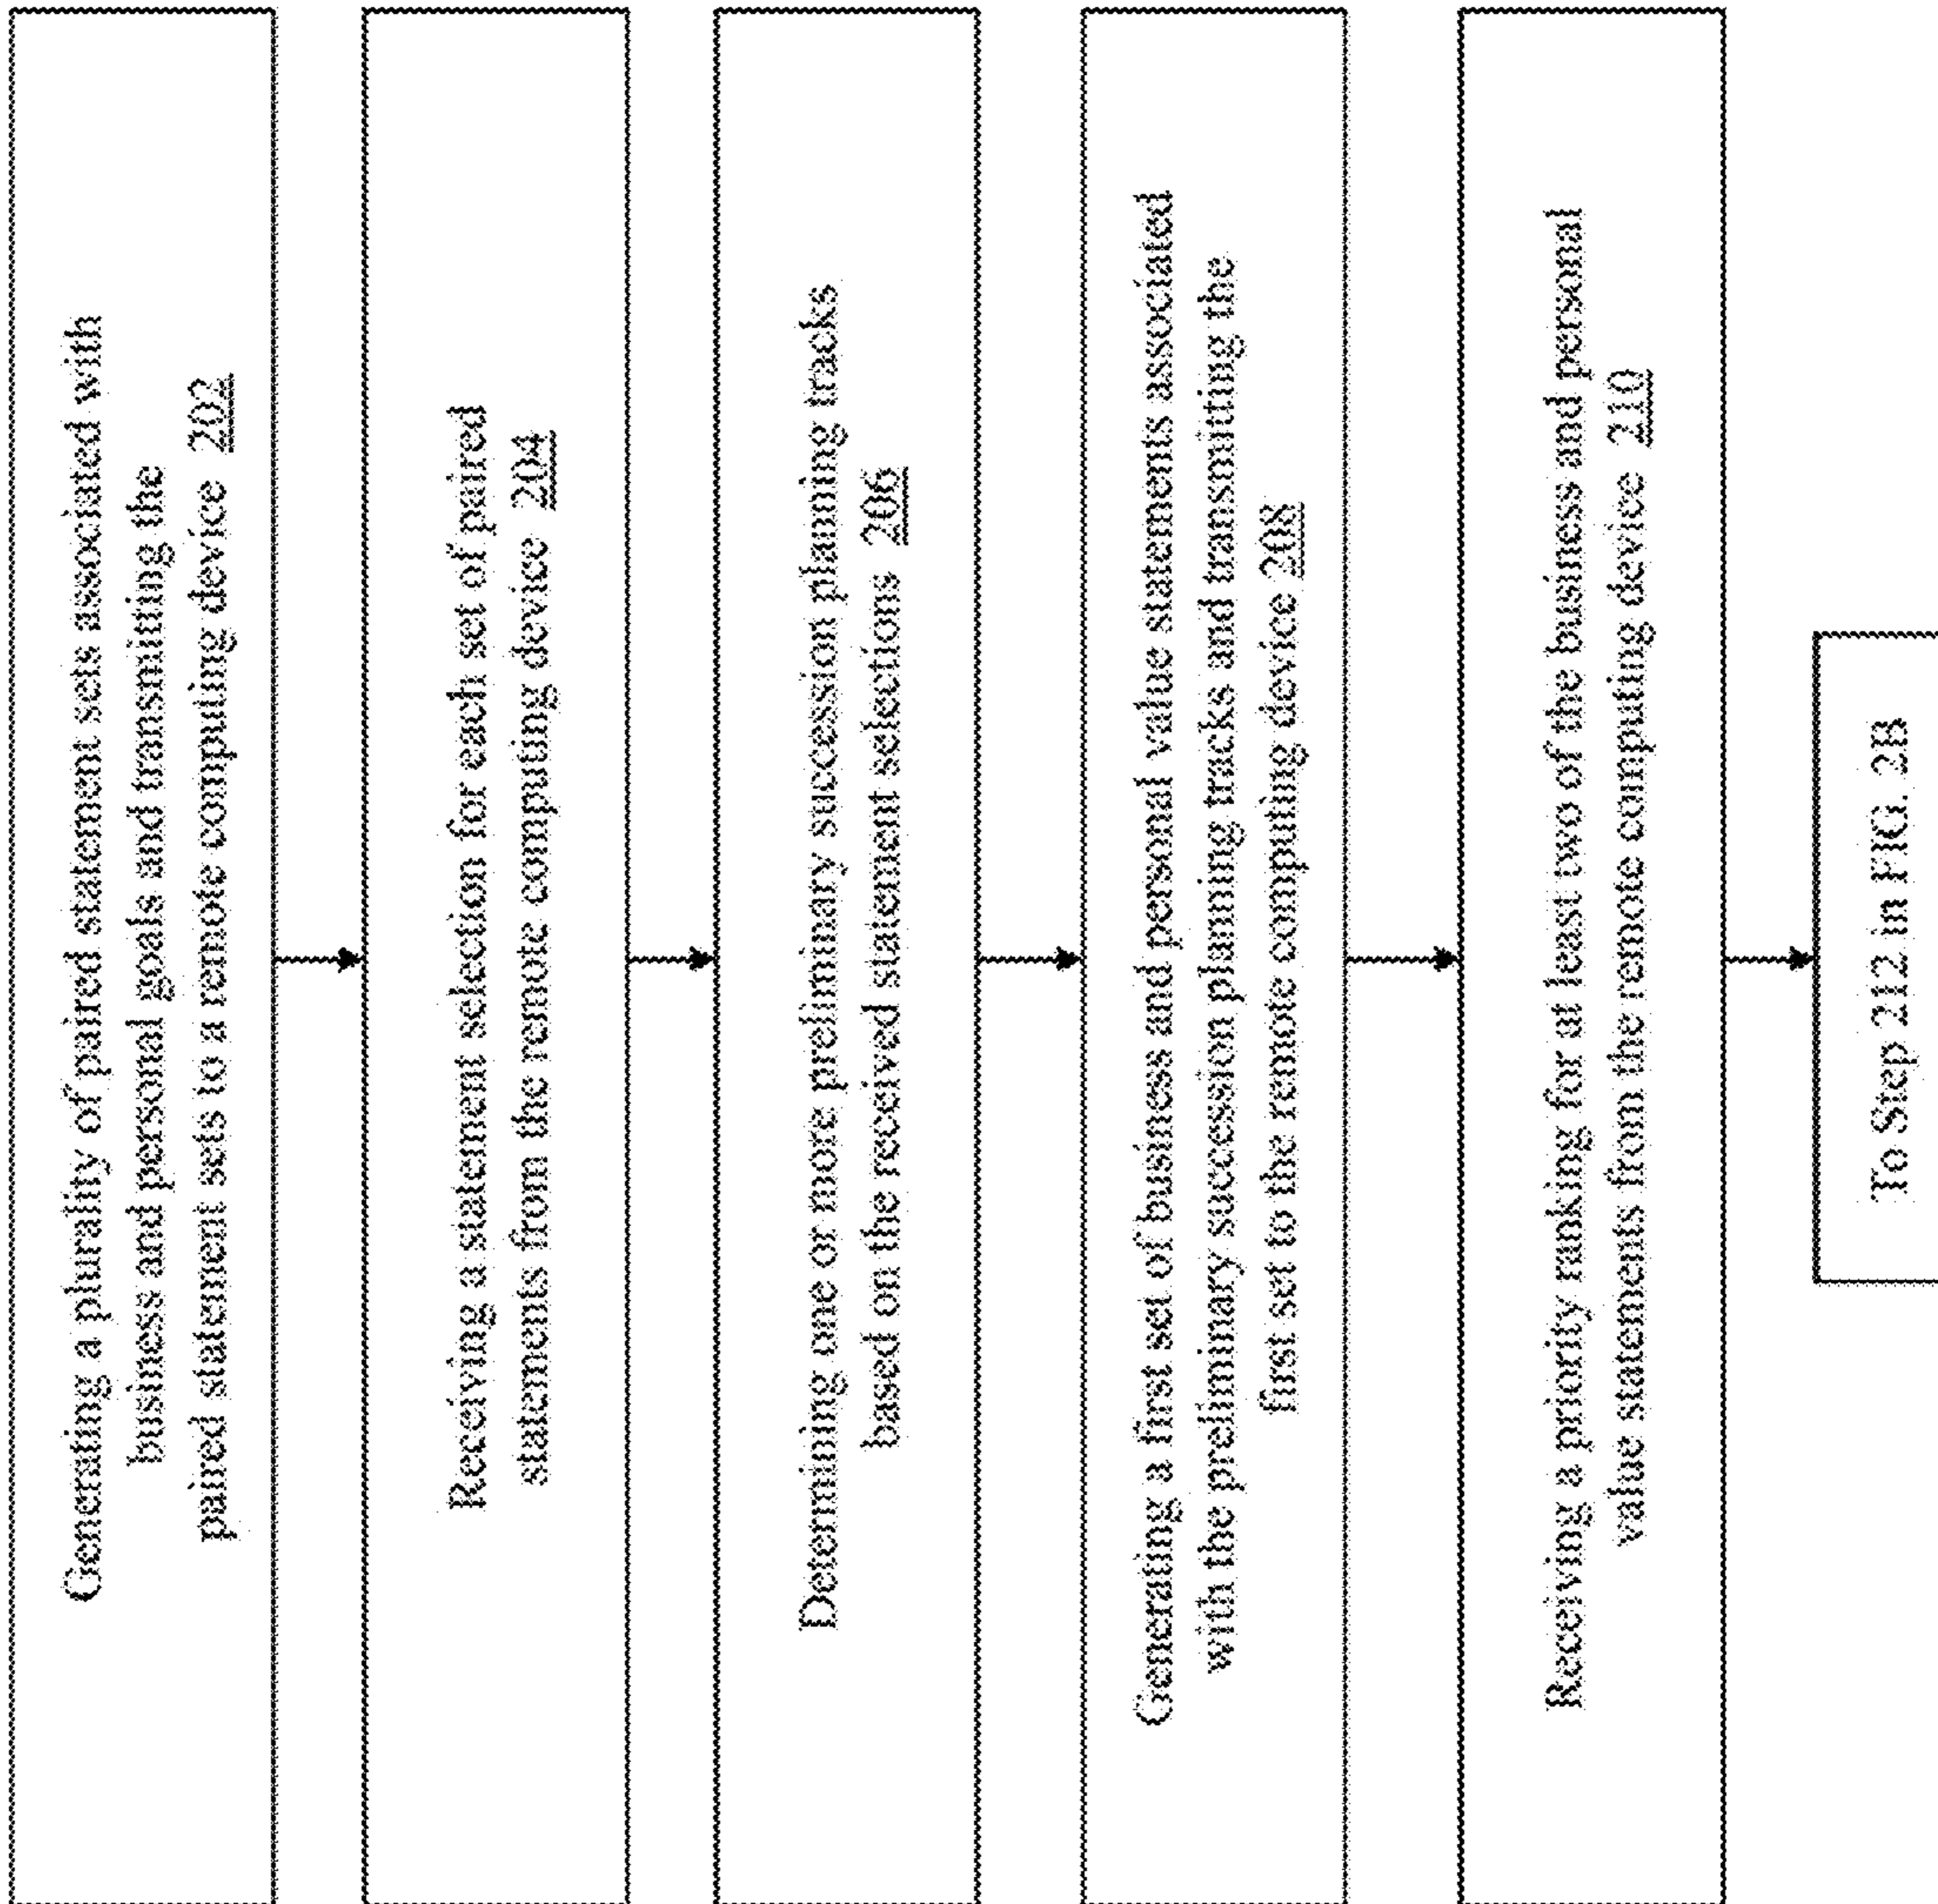 Generating a plurality of paired statement sets associated with
business and personal goals and transmitting the
paired statement sets to a remote computing device 202
Receiving a statement selection for each set of paired
statements from the remote computing device 204
Determining one or more preliminary succession planning tracks
based on the received statement selections 206
Generating a first set of business and personal value statements associated
with the preliminary succession planning tracks and transmitting the
first set to the remote computing device 208
Receiving a priority ranking for at least two of the business and personal
value statements from the remote computing device 210
To Step 212 in FIG. 2B